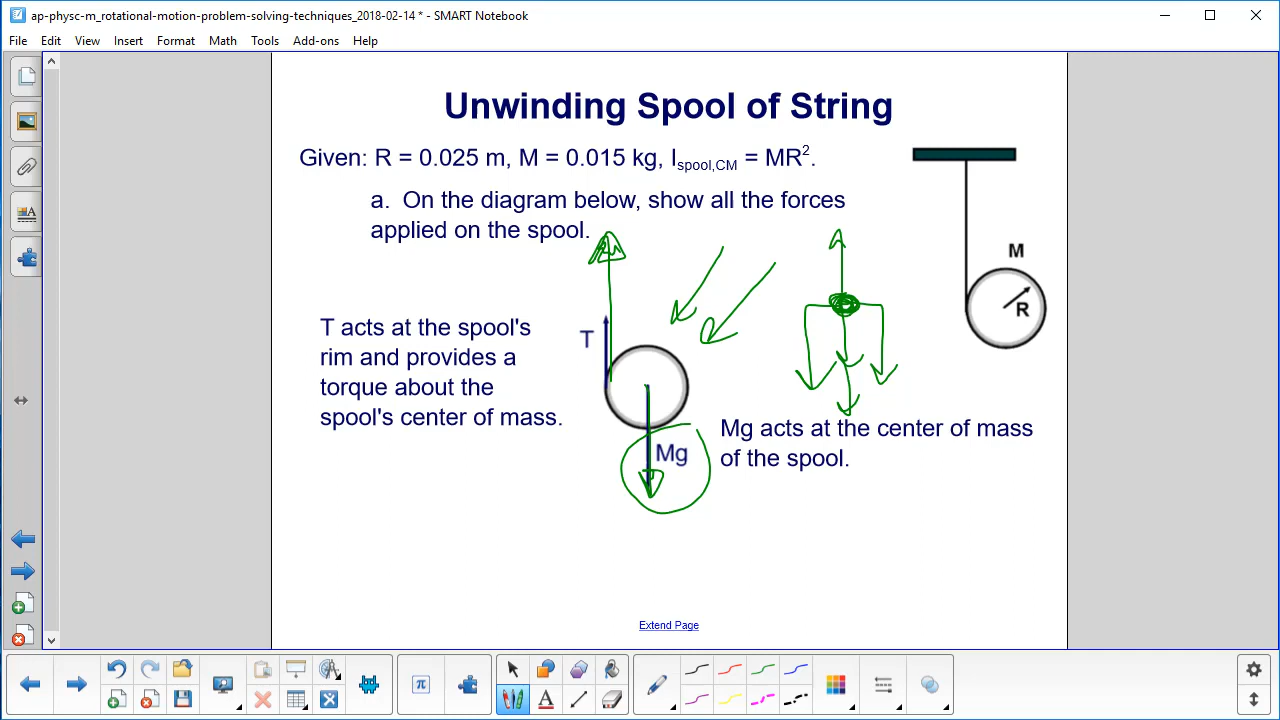 ap-physc-m_rotational-motion-problem-solving-techniques_2018-02-14 * - SMART Notebook
File Edit View Insert Format Math Tools Add-ons Help
Unwinding Spool of String
Given: R = 0.025 m, M = 0.015 kg, I spool,CM = MR².
a. On the diagram below, show all the forces
applied on the spool.
M
R
T acts at the spool's
rim and provides a
torque about the
spool's center of mass.
T
Mg
Mg acts at the center of mass
of the spool.
Extend Page
π
A